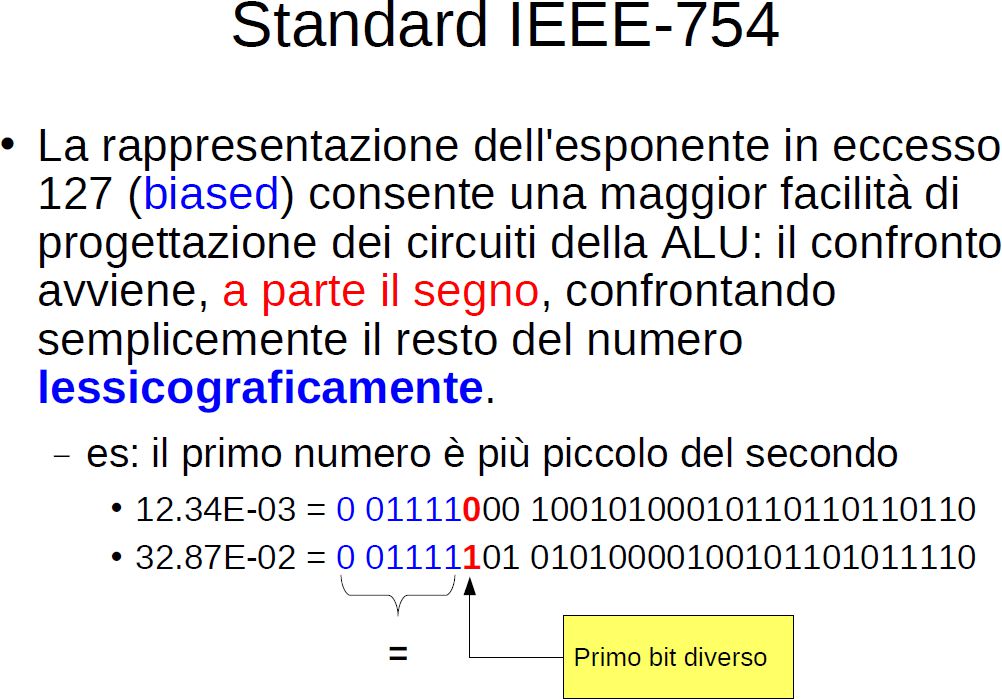 Standard IEEE-754
• La rappresentazione dell'esponente in eccesso
127 (biased) consente una maggior facilità di
progettazione dei circuiti della ALU: il confronto
avviene, a parte il segno, confrontando
semplicemente il resto del numero
lessicograficamente.
– es: il primo numero è più piccolo del secondo
• 12.34E-03 = 0 01111000 10010100010110110110110
• 32.87E-02 = 0 01111101 01010000100101101011110
=
Primo bit diverso